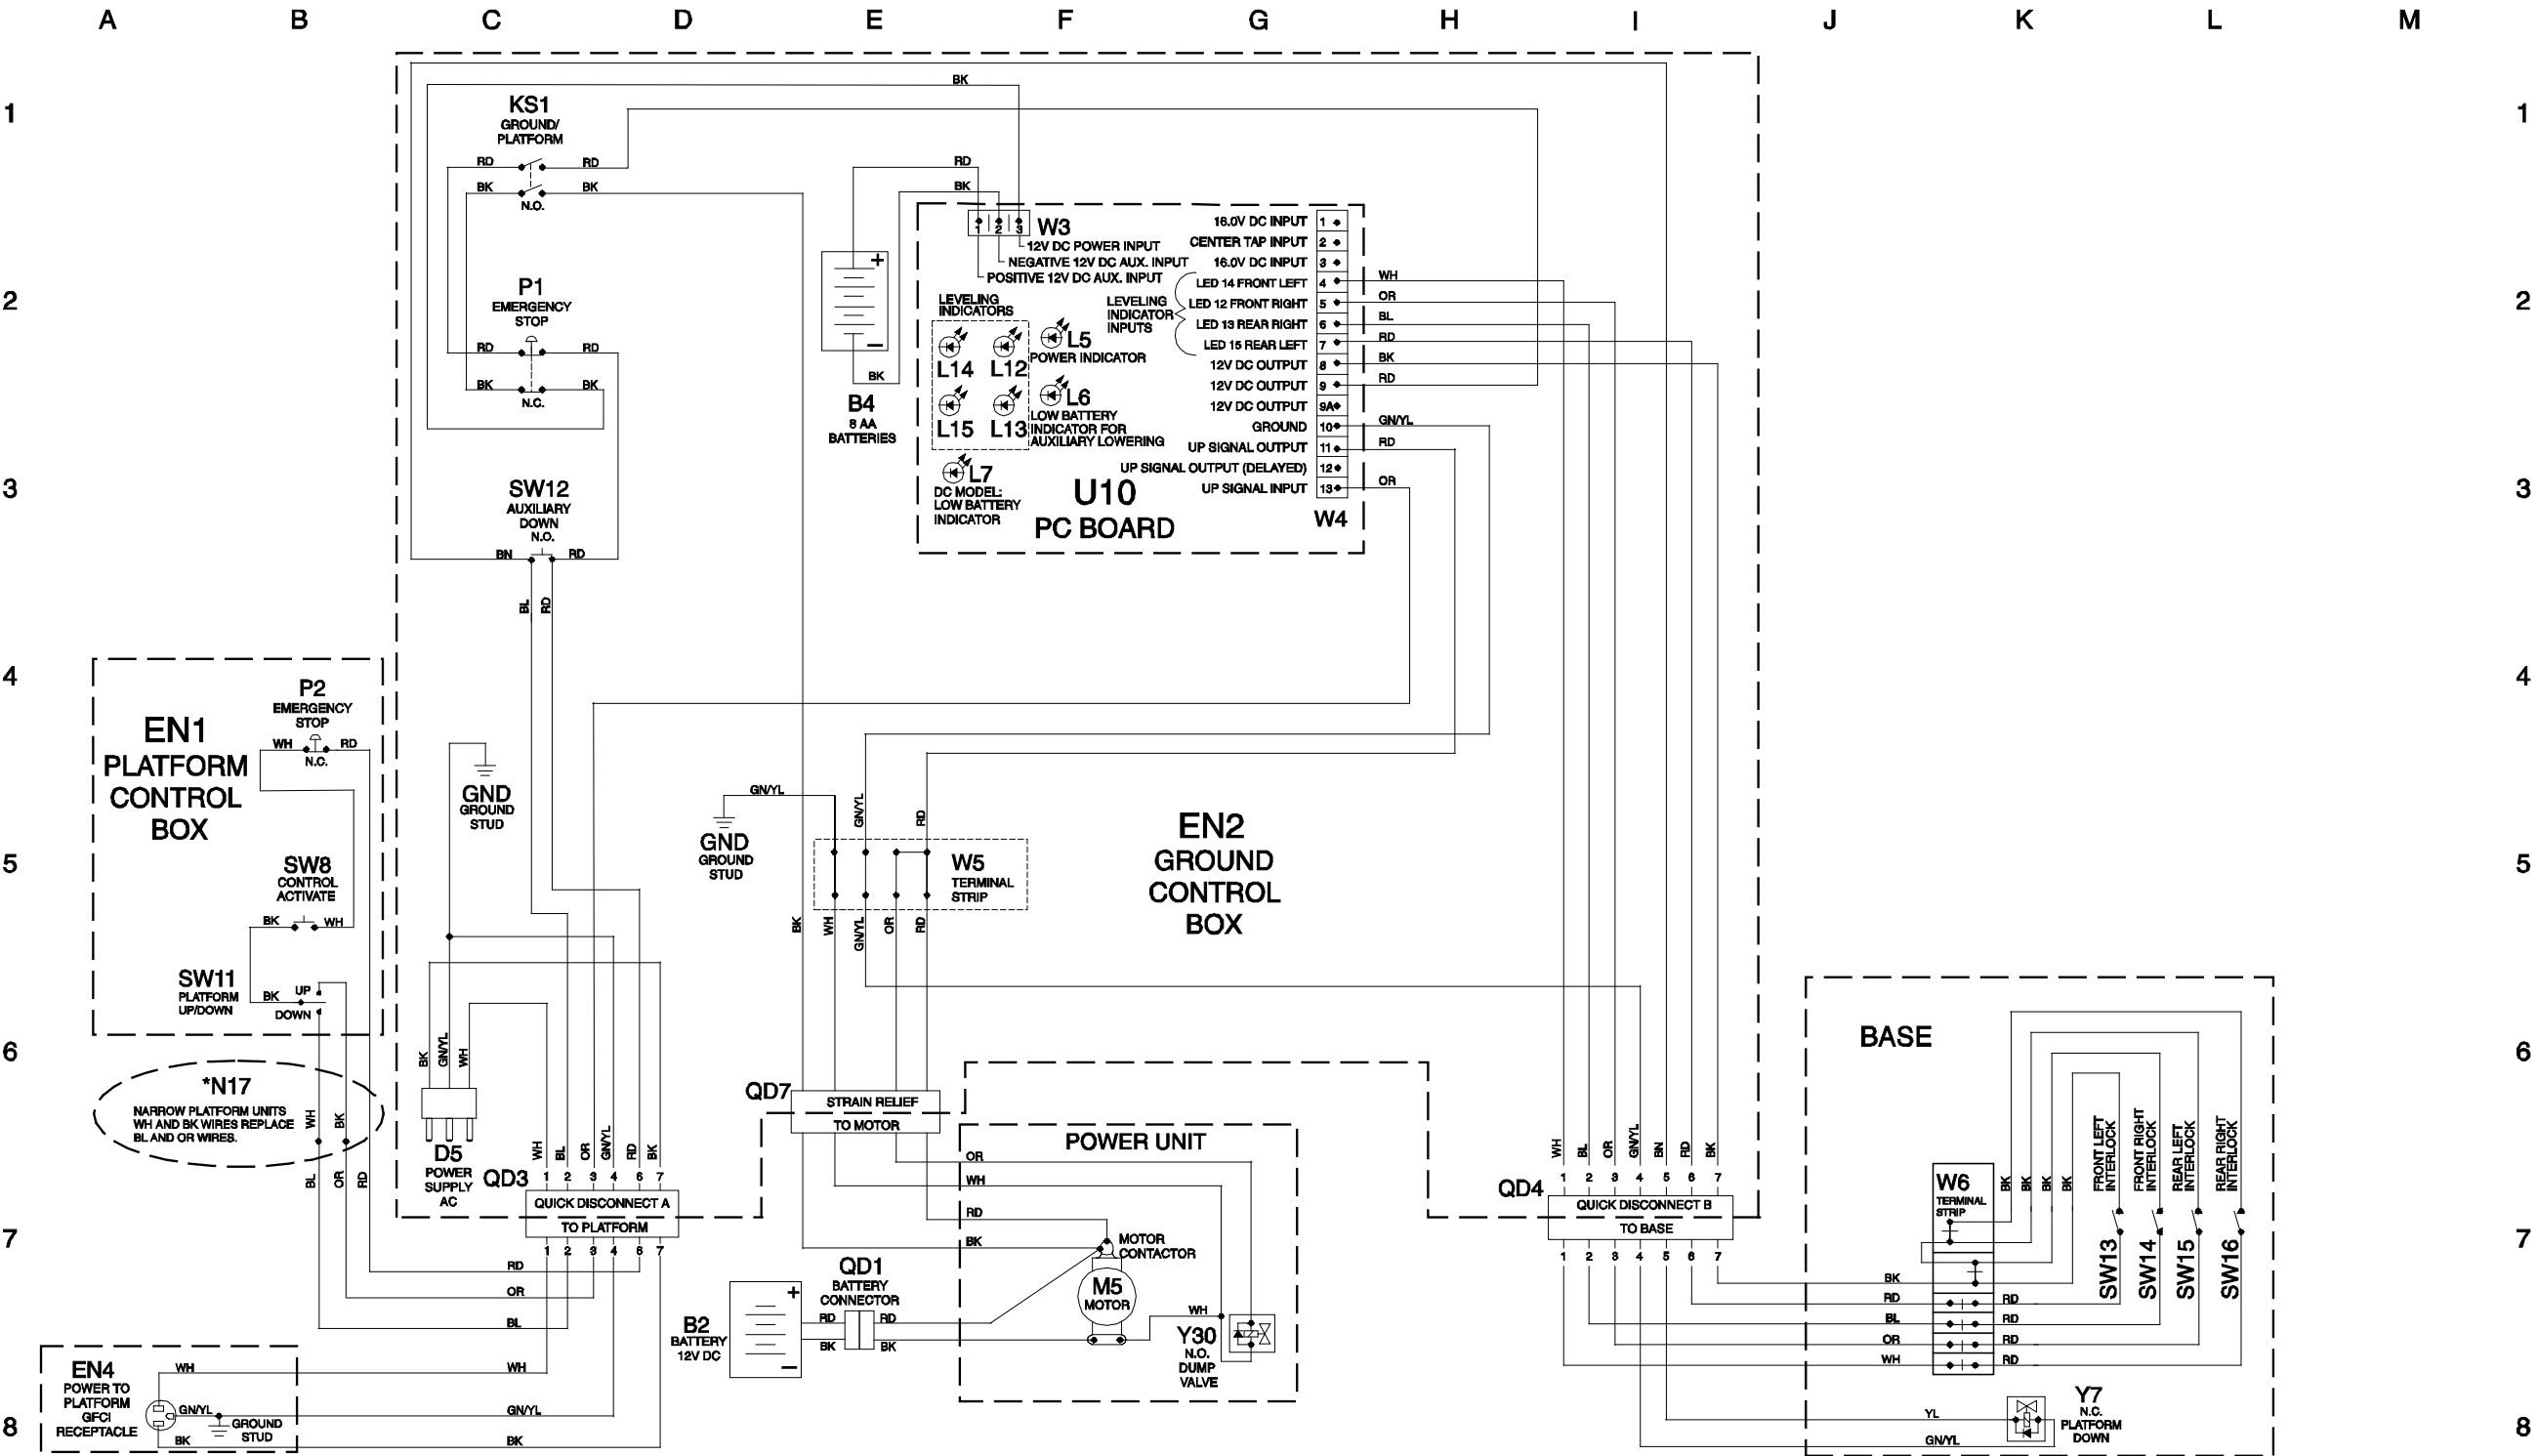 A B C D E F G H I J K L M
1
BK
KS1
GROUND/
PLATFORM
1
RD RD
BK BK
N.O.
RD
BK
1 2 3
W3
12V DC POWER INPUT
NEGATIVE 12V DC AUX. INPUT
POSITIVE 12V DC AUX. INPUT
16.0V DC INPUT 1
CENTER TAP INPUT 2
16.0V DC INPUT 3
LED 14 FRONT LEFT 4 WH
LED 12 FRONT RIGHT 5 OR
LED 13 REAR RIGHT 6 BL
LED 15 REAR LEFT 7 RD
12V DC OUTPUT 8 BK
12V DC OUTPUT 9 RD
12V DC OUTPUT 9A
GROUND 10 GN/YL
UP SIGNAL OUTPUT 11 RD
UP SIGNAL OUTPUT (DELAYED) 12
UP SIGNAL INPUT 13 OR
W4
LEVELING
INDICATOR
INPUTS
2
P1
EMERGENCY
STOP
2
RD RD
BK BK
N.C.
+
−
BK
B4
8 AA
BATTERIES
LEVELING
INDICATORS
L14 L12
L15 L13
L5
POWER INDICATOR
L6
LOW BATTERY
INDICATOR FOR
AUXILIARY LOWERING
L7
DC MODEL:
LOW BATTERY
INDICATOR
U10
PC BOARD
3
SW12
AUXILIARY
DOWN
N.O.
3
BN RD
BL
RD
4
4
P2
EMERGENCY
STOP
WH RD
N.C.
EN1
PLATFORM
CONTROL
BOX
GND
GROUND
STUD
GN/YL
GND
GROUND
STUD
GN/YL
RD
W5
TERMINAL
STRIP
EN2
GROUND
CONTROL
BOX
5
5
SW8
CONTROL
ACTIVATE
BK WH
BK
WH
GN/YL
OR
RD
SW11
PLATFORM
UP/DOWN
BK UP
DOWN
6
6
*N17
NARROW PLATFORM UNITS
WH AND BK WIRES REPLACE
BL AND OR WIRES.
WH
BK
BL
OR
RD
BK
GN/YL
WH
D5
POWER
SUPPLY
AC
WH
BL
OR
GN/YL
RD
BK
QD3
1 2 3 4 6 7
QUICK DISCONNECT A
TO PLATFORM
1 2 3 4 6 7
QD7
STRAIN RELIEF
TO MOTOR
POWER UNIT
OR
WH
RD
BK
MOTOR
CONTACTOR
M5
MOTOR
QD1
BATTERY
CONNECTOR
RD RD
BK BK
+
−
B2
BATTERY
12V DC
WH
Y30
N.O.
DUMP
VALVE
WH
BL
OR
GN/YL
BN
RD
BK
QD4
1 2 3 4 5 6 7
QUICK DISCONNECT B
TO BASE
1 2 3 4 5 6 7
BASE
W6
TERMINAL
STRIP
BK
BK
BK
BK
FRONT LEFT
INTERLOCK
FRONT RIGHT
INTERLOCK
REAR LEFT
INTERLOCK
REAR RIGHT
INTERLOCK
SW13
SW14
SW15
SW16
7
7
BK
RD RD
BL RD
OR RD
WH RD
RD
OR
BL
EN4
POWER TO
PLATFORM
GFCI
RECEPTACLE
WH WH
GN/YL GN/YL
GROUND
STUD
BK BK
YL
GN/YL
Y7
N.C.
PLATFORM
DOWN
8
8